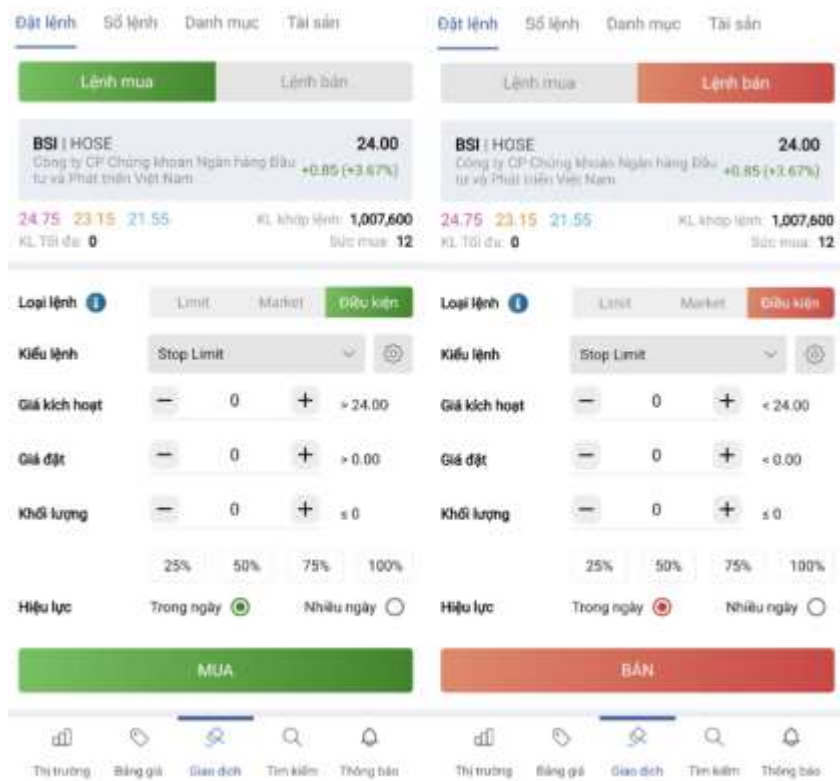 Đặt lệnh Sổ lệnh Danh mục Tài sản
Lệnh mua Lệnh bán
BSI | HOSE 24.00
Công ty CP Chứng khoán Ngân hàng Đầu
tư và Phát triển Việt Nam +0.85 (+3.67%)
24.75 23.15 21.55 KL khớp lệnh: 1,007,600
KL Tối đa: 0 Sức mua: 12
Loại lệnh Limit Market Điều kiện
Kiểu lệnh Stop Limit
Giá kích hoạt − 0 + > 24.00
Giá đặt − 0 + > 0.00
Khối lượng − 0 + ≤ 0
25% 50% 75% 100%
Hiệu lực Trong ngày Nhiều ngày
MUA
Thị trường Bảng giá Giao dịch Tìm kiếm Thông báo
Đặt lệnh Sổ lệnh Danh mục Tài sản
Lệnh mua Lệnh bán
BSI | HOSE 24.00
Công ty CP Chứng khoán Ngân hàng Đầu
tư và Phát triển Việt Nam +0.85 (+3.67%)
24.75 23.15 21.55 KL khớp lệnh: 1,007,600
KL Tối đa: 0 Sức mua: 12
Loại lệnh Limit Market Điều kiện
Kiểu lệnh Stop Limit
Giá kích hoạt − 0 + < 24.00
Giá đặt − 0 + < 0.00
Khối lượng − 0 + ≤ 0
25% 50% 75% 100%
Hiệu lực Trong ngày Nhiều ngày
BÁN
Thị trường Bảng giá Giao dịch Tìm kiếm Thông báo